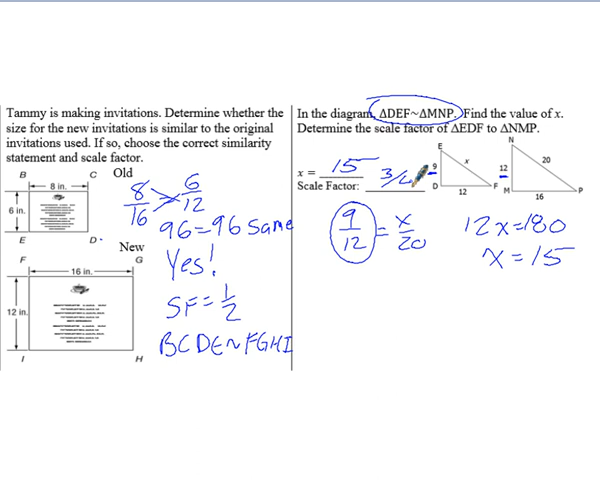 Tammy is making invitations. Determine whether the
size for the new invitations is similar to the original
invitations used. If so, choose the correct similarity
statement and scale factor.
B
C
Old
8 in.
6 in.
E
D
New
F
G
16 in.
12 in.
I
H
8/16 6/12
96=96 same
Yes!
SF=1/2
BCDE~FGHI
In the diagram, ΔDEF~ΔMNP. Find the value of x.
Determine the scale factor of ΔEDF to ΔNMP.
x = 15
Scale Factor: 3/4
E
9
x
D
12
F
N
12
20
M
16
P
9/12 = x/20
12x=180
x=15